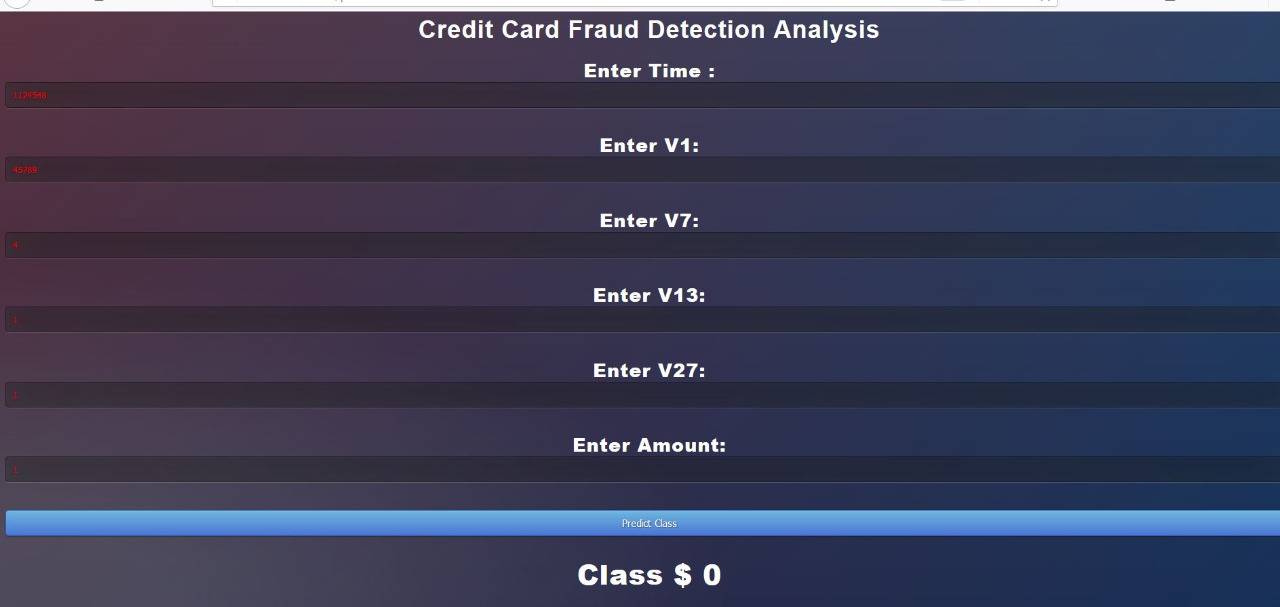 Credit Card Fraud Detection Analysis
Enter Time :
1129548
Enter V1:
45789
Enter V7:
4
Enter V13:
1
Enter V27:
1
Enter Amount:
1
Predict Class
Class $ 0